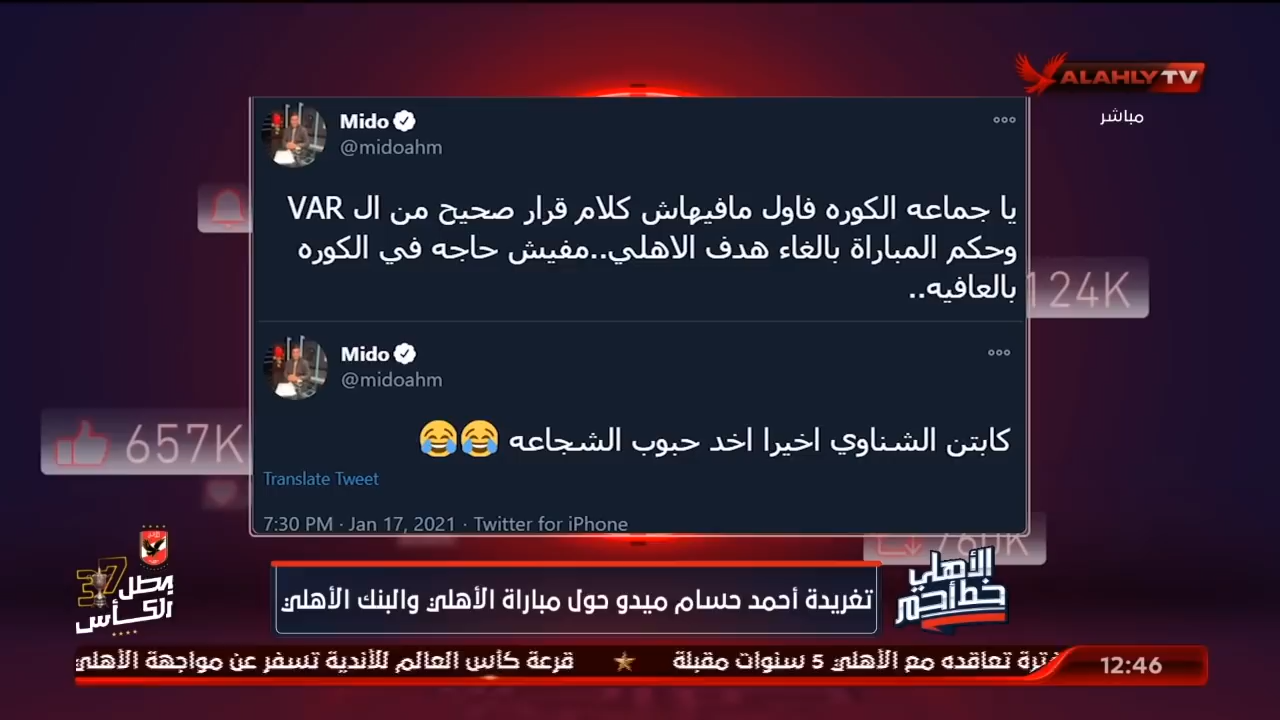 ALAHLY TV
مباشر
Mido
@midoahm
يا جماعه الكوره فاول مافيهاش كلام قرار صحيح من ال VAR
وحكم المباراة بالغاء هدف الاهلي..مفيش حاجه في الكوره
بالعافيه..
124K
Mido
@midoahm
كابتن الشناوي اخيرا اخد حبوب الشجاعه 😂😂
657K
Translate Tweet
7:30 PM · Jan 17, 2021 · Twitter for iPhone
760K
الأهلي
خط أحمر
تغريدة أحمد حسام ميدو حول مباراة الأهلي والبنك الأهلي
بطل 37
الكأس
فترة تعاقده مع الأهلي 5 سنوات مقبلة ★ قرعة كأس العالم للأندية تسفر عن مواجهة الأهلي
12:46